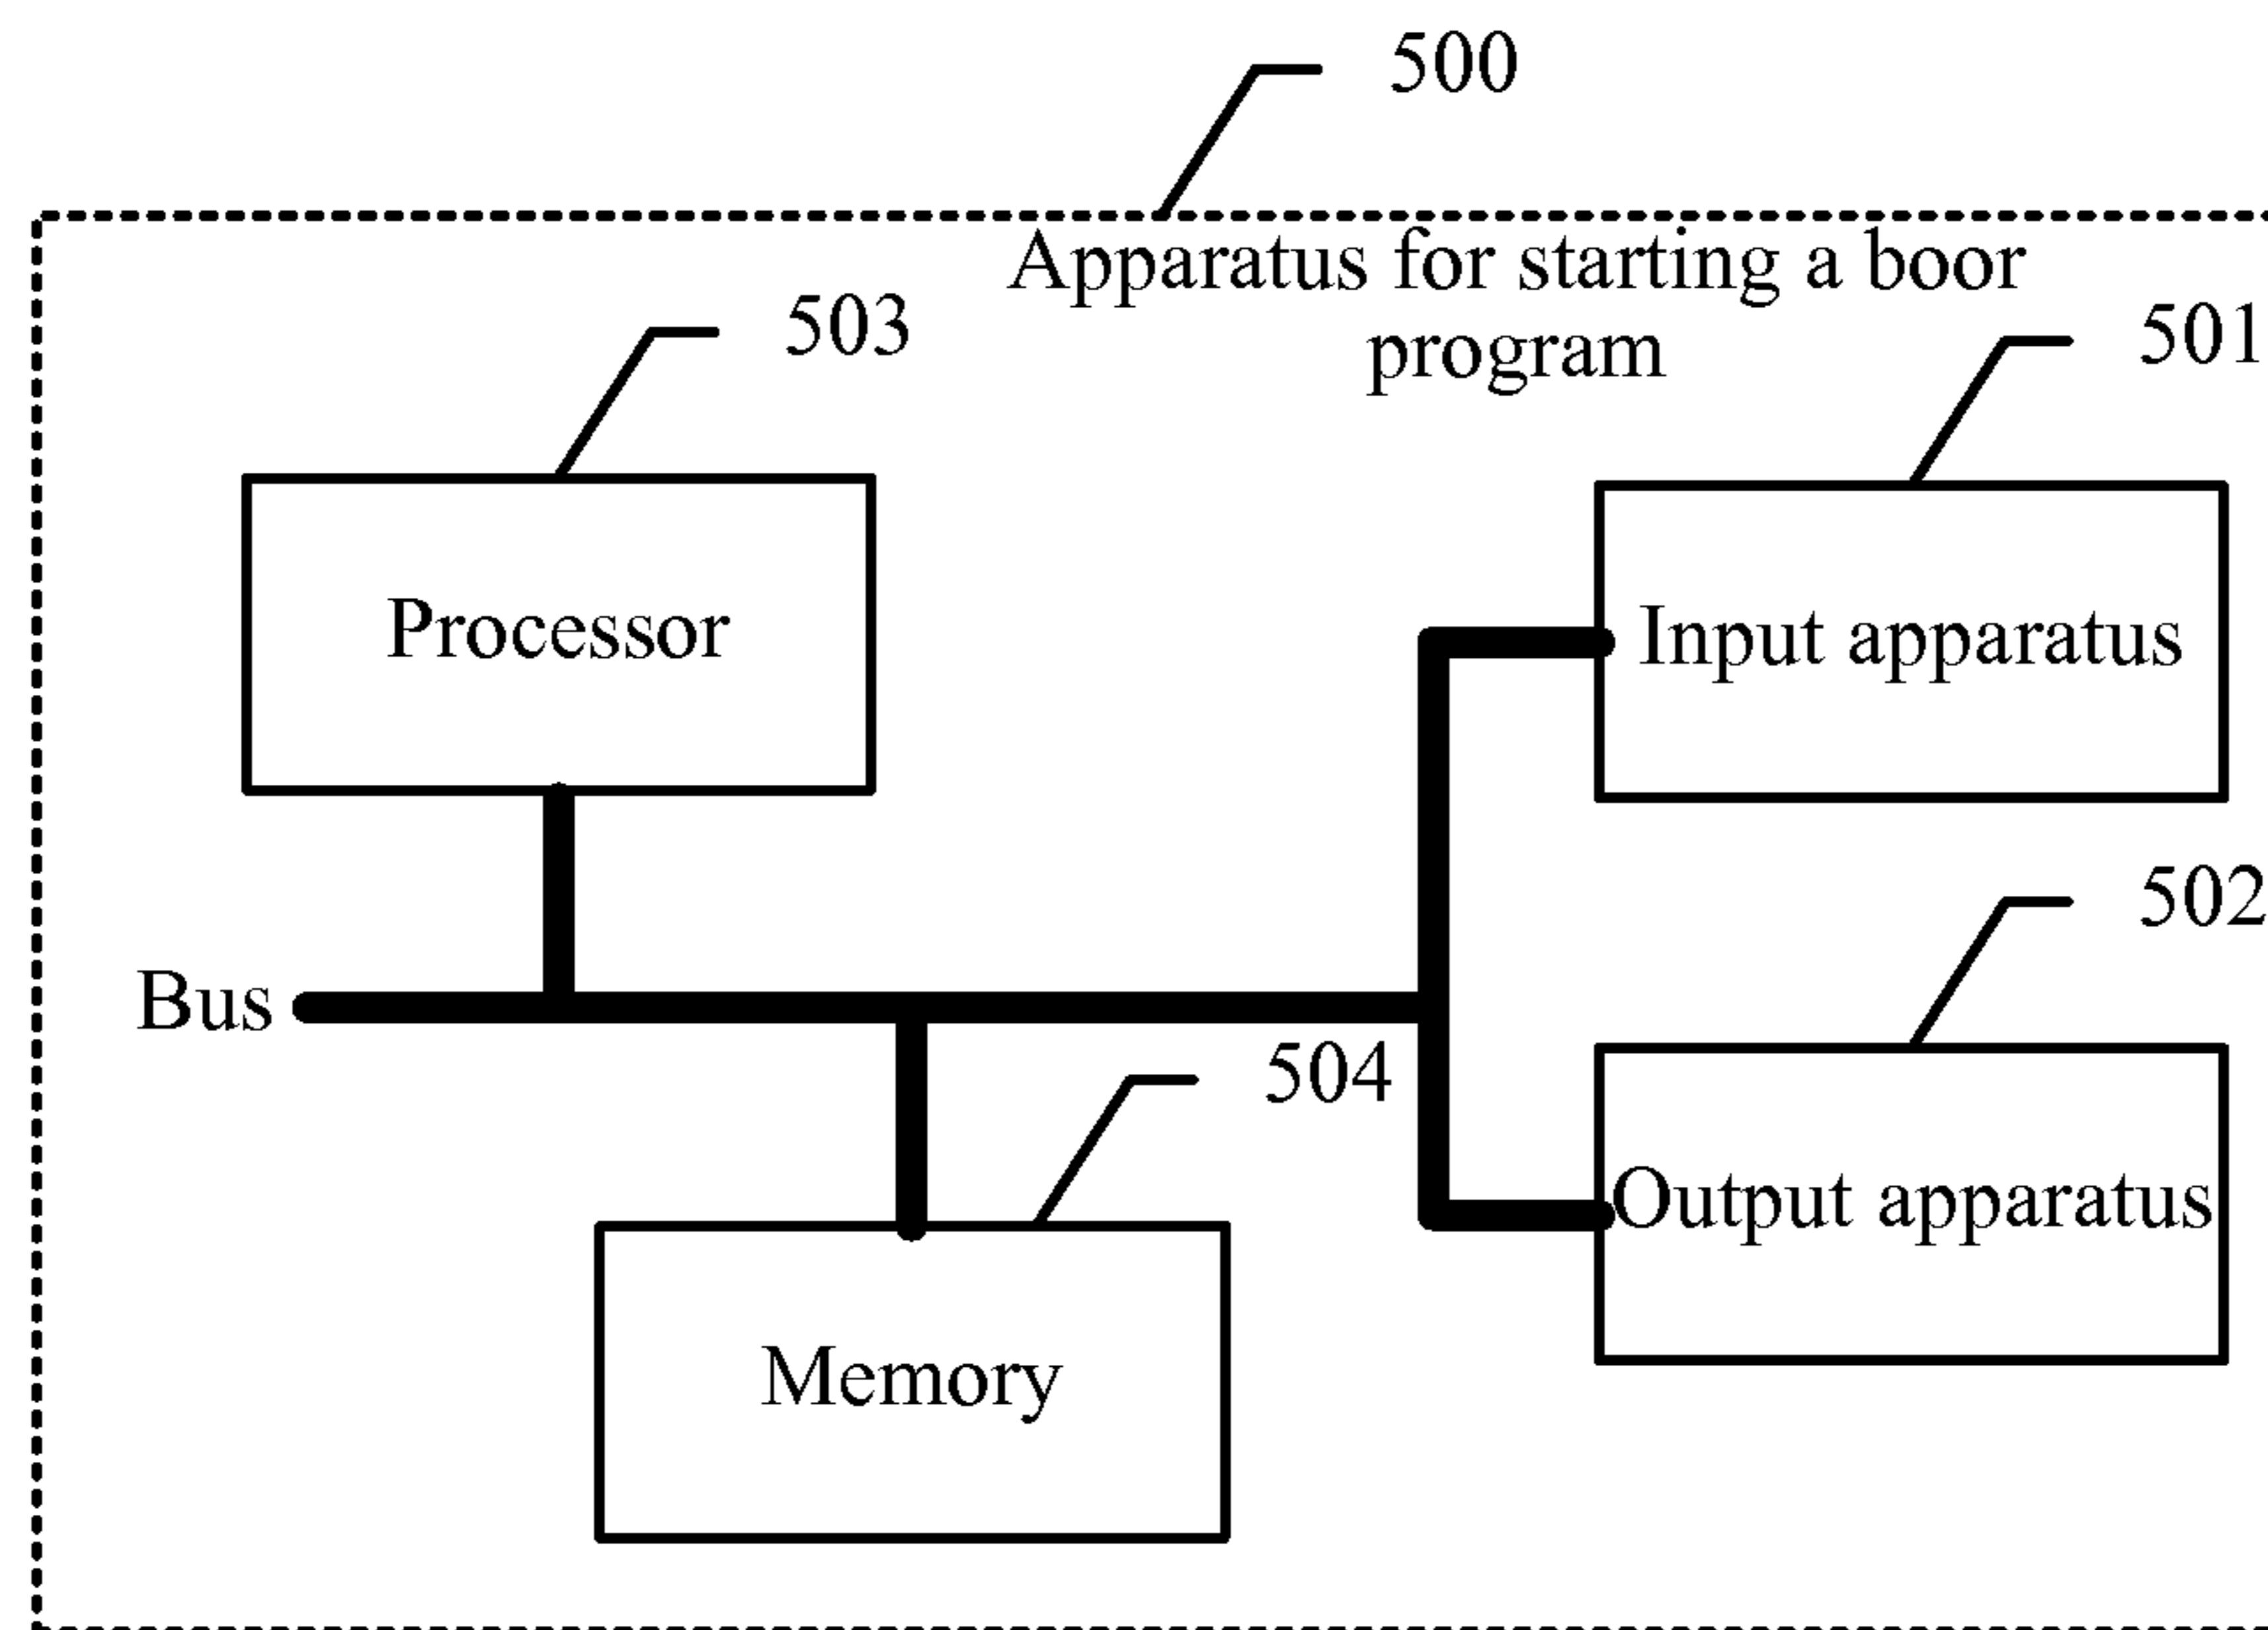 500
Apparatus for starting a boor
program
503
501
Processor
Input apparatus
502
Bus
504
Output apparatus
Memory